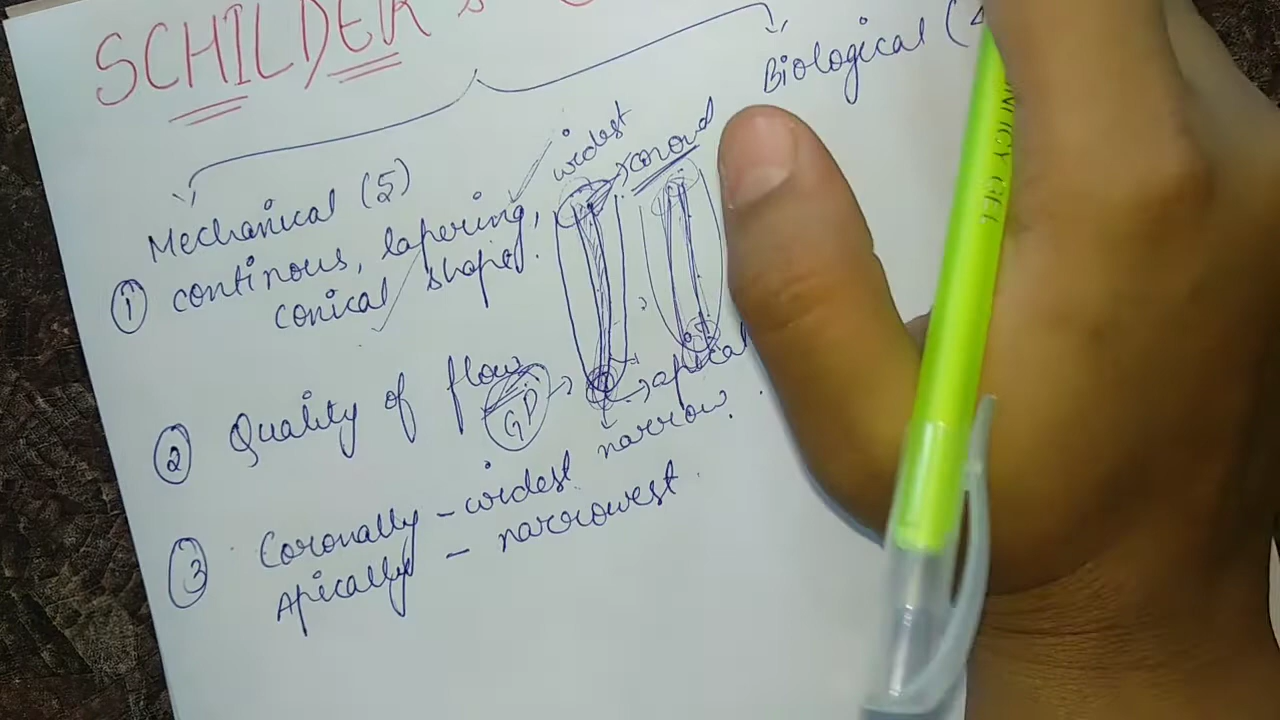 SCHILDER's
Biological (4
Mechanical (5)
① continous, tapering,
conical shape.
widest
coronal
② Quality of flow
GP
apical
narrow.
③ Coronally - widest
Apically - narrowest